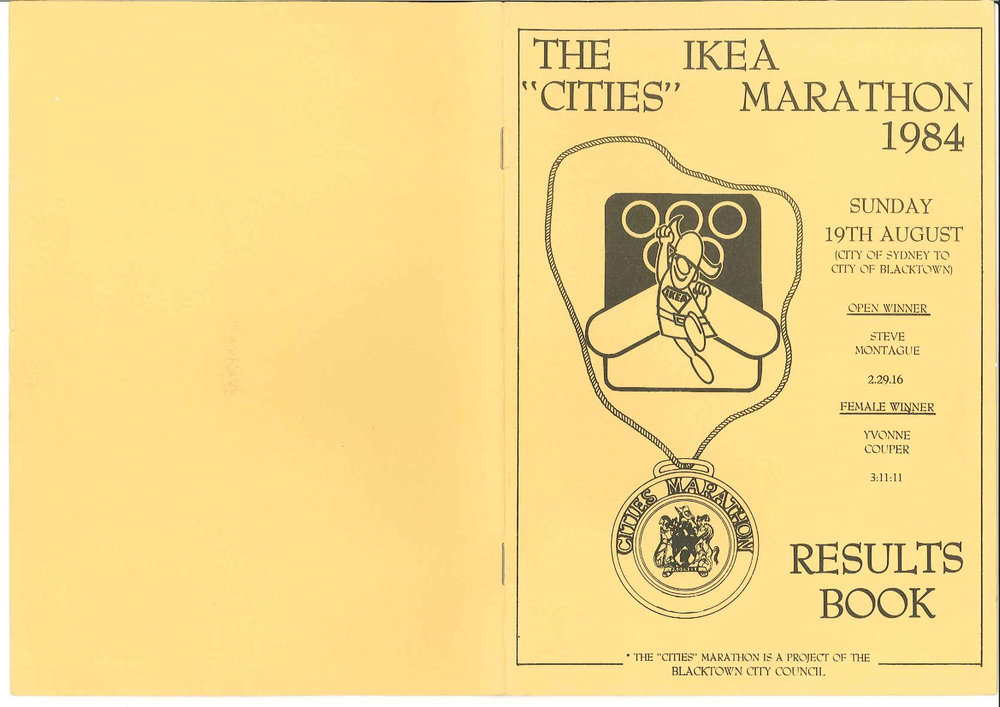 THE IKEA
"CITIES" MARATHON
1984
SUNDAY
19TH AUGUST
(CITY OF SYDNEY TO
CITY OF BLACKTOWN)
OPEN WINNER
STEVE
MONTAGUE
2.29.16
FEMALE WINNER
YVONNE
COUPER
3:11:11
IKEA
CITIES MARATHON
PROGRESS
RESULTS
BOOK
* THE "CITIES" MARATHON IS A PROJECT OF THE
BLACKTOWN CITY COUNCIL